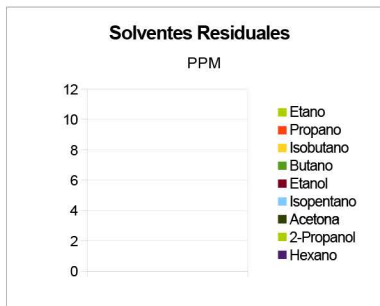 Solventes Residuales
PPM
12
10
8
6
4
2
0
Etano
Propano
Isobutano
Butano
Etanol
Isopentano
Acetona
2-Propanol
Hexano